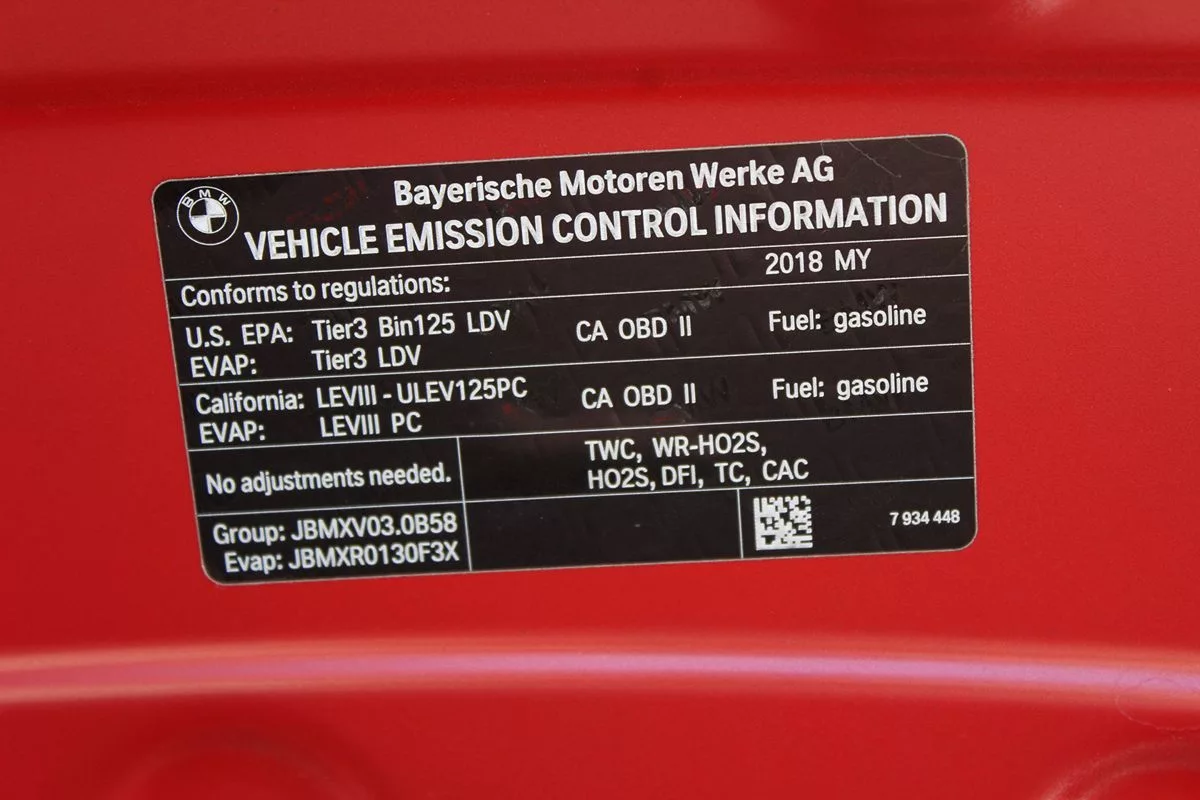 BMW
Bayerische Motoren Werke AG
VEHICLE EMISSION CONTROL INFORMATION
Conforms to regulations: 2018 MY
U.S. EPA: Tier3 Bin125 LDV CA OBD II Fuel: gasoline
EVAP: Tier3 LDV
California: LEVIII - ULEV125PC CA OBD II Fuel: gasoline
EVAP: LEVIII PC
No adjustments needed.
TWC, WR-HO2S,
HO2S, DFI, TC, CAC
Group: JBMXV03.0B58
Evap: JBMXR0130F3X
7 934 448